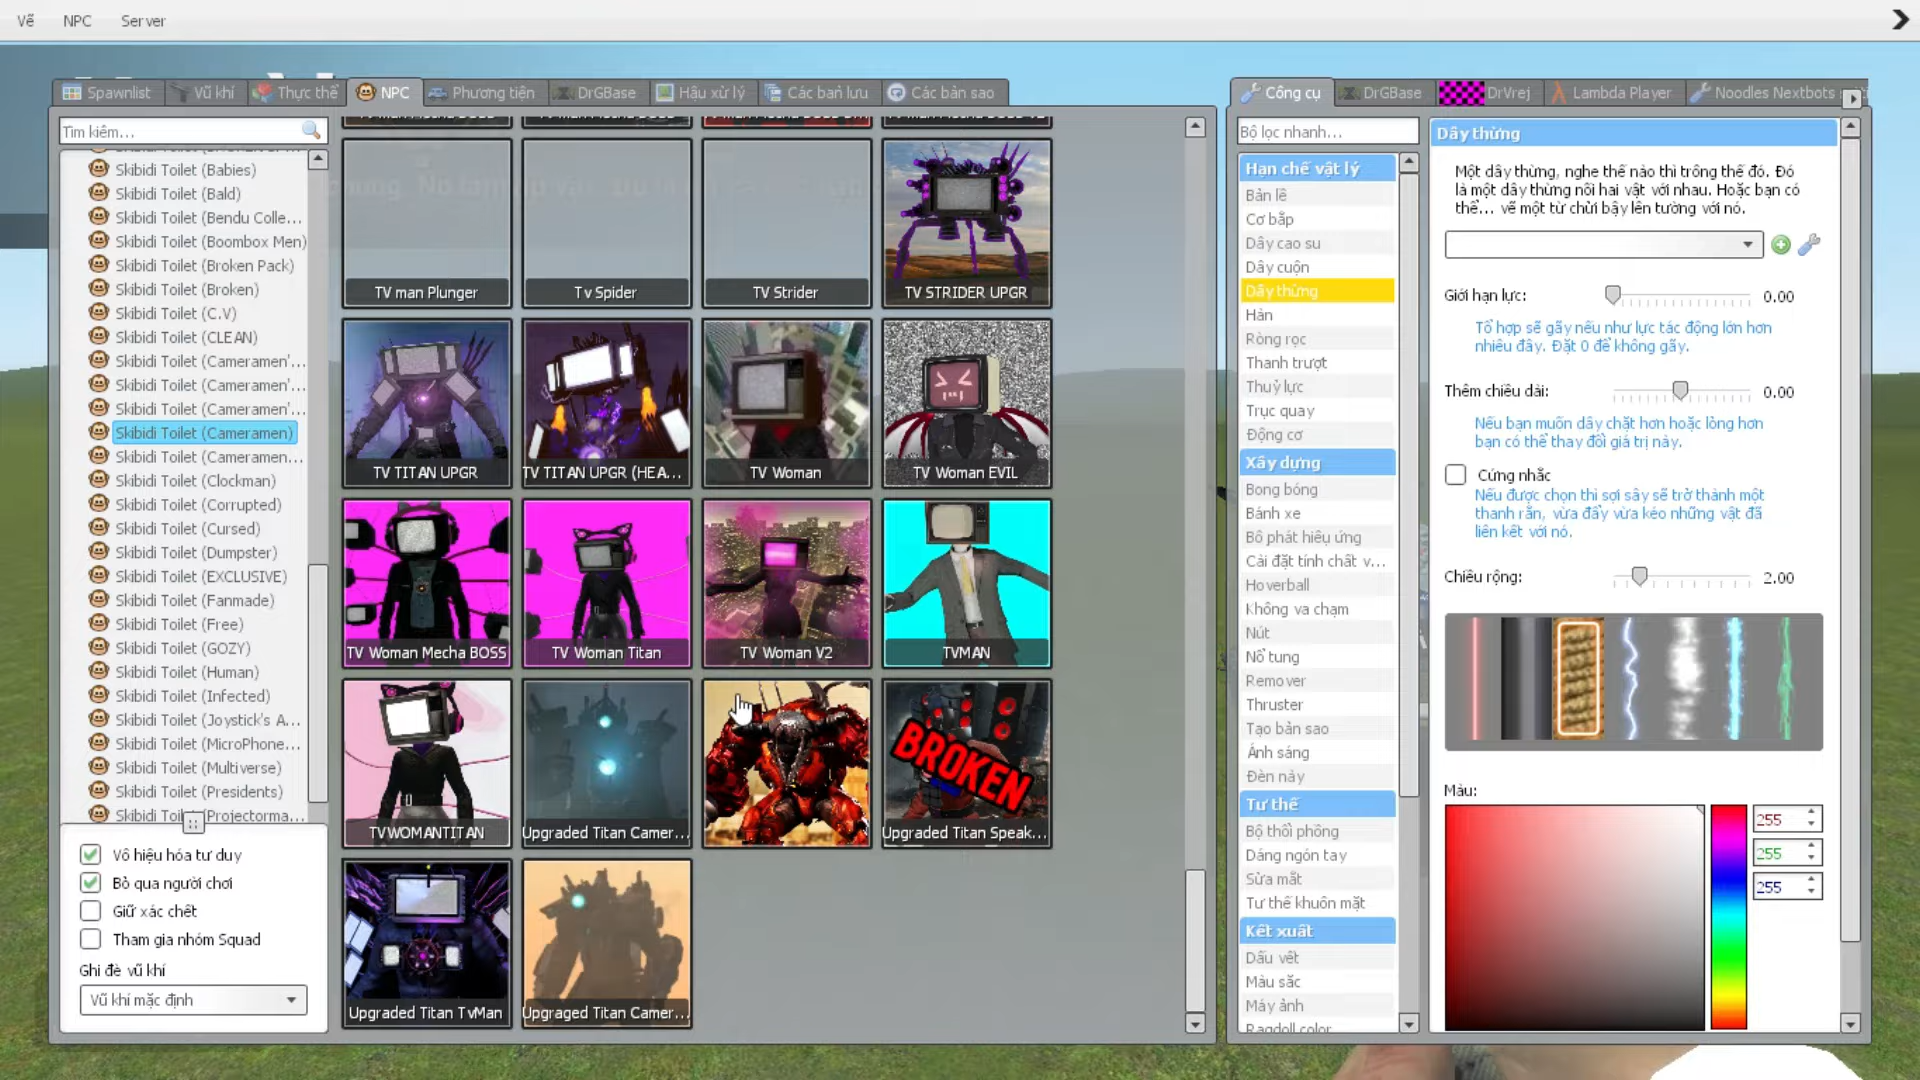 Vẽ NPC Server
Spawnlist Vũ khí Thực thể NPC Phương tiện DrGBase Hậu xử lý Các bạn lưu Các bản sao
Tìm kiếm...
Skibidi Toilet (Babies)
Skibidi Toilet (Bald)
Skibidi Toilet (Bendu Colle...
Skibidi Toilet (Boombox Men)
Skibidi Toilet (Broken Pack)
Skibidi Toilet (Broken)
Skibidi Toilet (C.V)
Skibidi Toilet (CLEAN)
Skibidi Toilet (Cameramen'...
Skibidi Toilet (Cameramen'...
Skibidi Toilet (Cameramen'...
Skibidi Toilet (Cameramen)
Skibidi Toilet (Cameramen...
Skibidi Toilet (Clockman)
Skibidi Toilet (Corrupted)
Skibidi Toilet (Cursed)
Skibidi Toilet (Dumpster)
Skibidi Toilet (EXCLUSIVE)
Skibidi Toilet (Fanmade)
Skibidi Toilet (Free)
Skibidi Toilet (GOZY)
Skibidi Toilet (Human)
Skibidi Toilet (Infected)
Skibidi Toilet (Joystick's A...
Skibidi Toilet (MicroPhone...
Skibidi Toilet (Multiverse)
Skibidi Toilet (Presidents)
Skibidi Toilet (Projectorma...
Vô hiệu hóa tư duy
Bỏ qua người chơi
Giữ xác chết
Tham gia nhóm Squad
Ghi đè vũ khí
Vũ khí mặc định
TV man Plunger
Tv Spider
TV Strider
TV STRIDER UPGR
TV TITAN UPGR
TV TITAN UPGR (HEA...
TV Woman
TV Woman EVIL
TV Woman Mecha BOSS
TV Woman Titan
TV Woman V2
TVMAN
TVWOMANTITAN
Upgraded Titan Camer...
BROKEN
Upgraded Titan Speak...
Upgraded Titan TvMan
Upgraged Titan Camer...
Công cụ DrGBase DrVrej Lambda Player Noodles Nextbots
Bộ lọc nhanh...
Hạn chế vật lý
Bản lề
Cơ bắp
Dây cao su
Dây cuộn
Dây thừng
Hàn
Ròng rọc
Thanh trượt
Thuỷ lực
Trục quay
Động cơ
Xây dựng
Bong bóng
Bánh xe
Bộ phát hiệu ứng
Cài đặt tính chất v...
Hoverball
Không va chạm
Nút
Nổ tung
Remover
Thruster
Tạo bản sao
Ánh sáng
Đèn này
Tư thế
Bộ thổi phồng
Dáng ngón tay
Sửa mắt
Tư thế khuôn mặt
Kết xuất
Dấu vết
Màu sắc
Máy ảnh
Ragdoll color
Dây thừng
Một dây thừng, nghe thế nào thì trông thế đó. Đó
là một dây thừng nối hai vật với nhau. Hoặc bạn có
thể... vẽ một từ chửi bậy lên tường với nó.
Giới hạn lực: 0.00
Tổ hợp sẽ gãy nếu như lực tác động lớn hơn
nhiêu đây. Đặt 0 để không gãy.
Thêm chiều dài: 0.00
Nếu bạn muốn dây chặt hơn hoặc lỏng hơn
bạn có thể thay đổi giá trị này.
Cứng nhắc
Nếu được chọn thì sợi sây sẽ trở thành một
thanh rắn, vừa đẩy vừa kéo những vật đã
liên kết với nó.
Chiều rộng: 2.00
Màu:
255
255
255